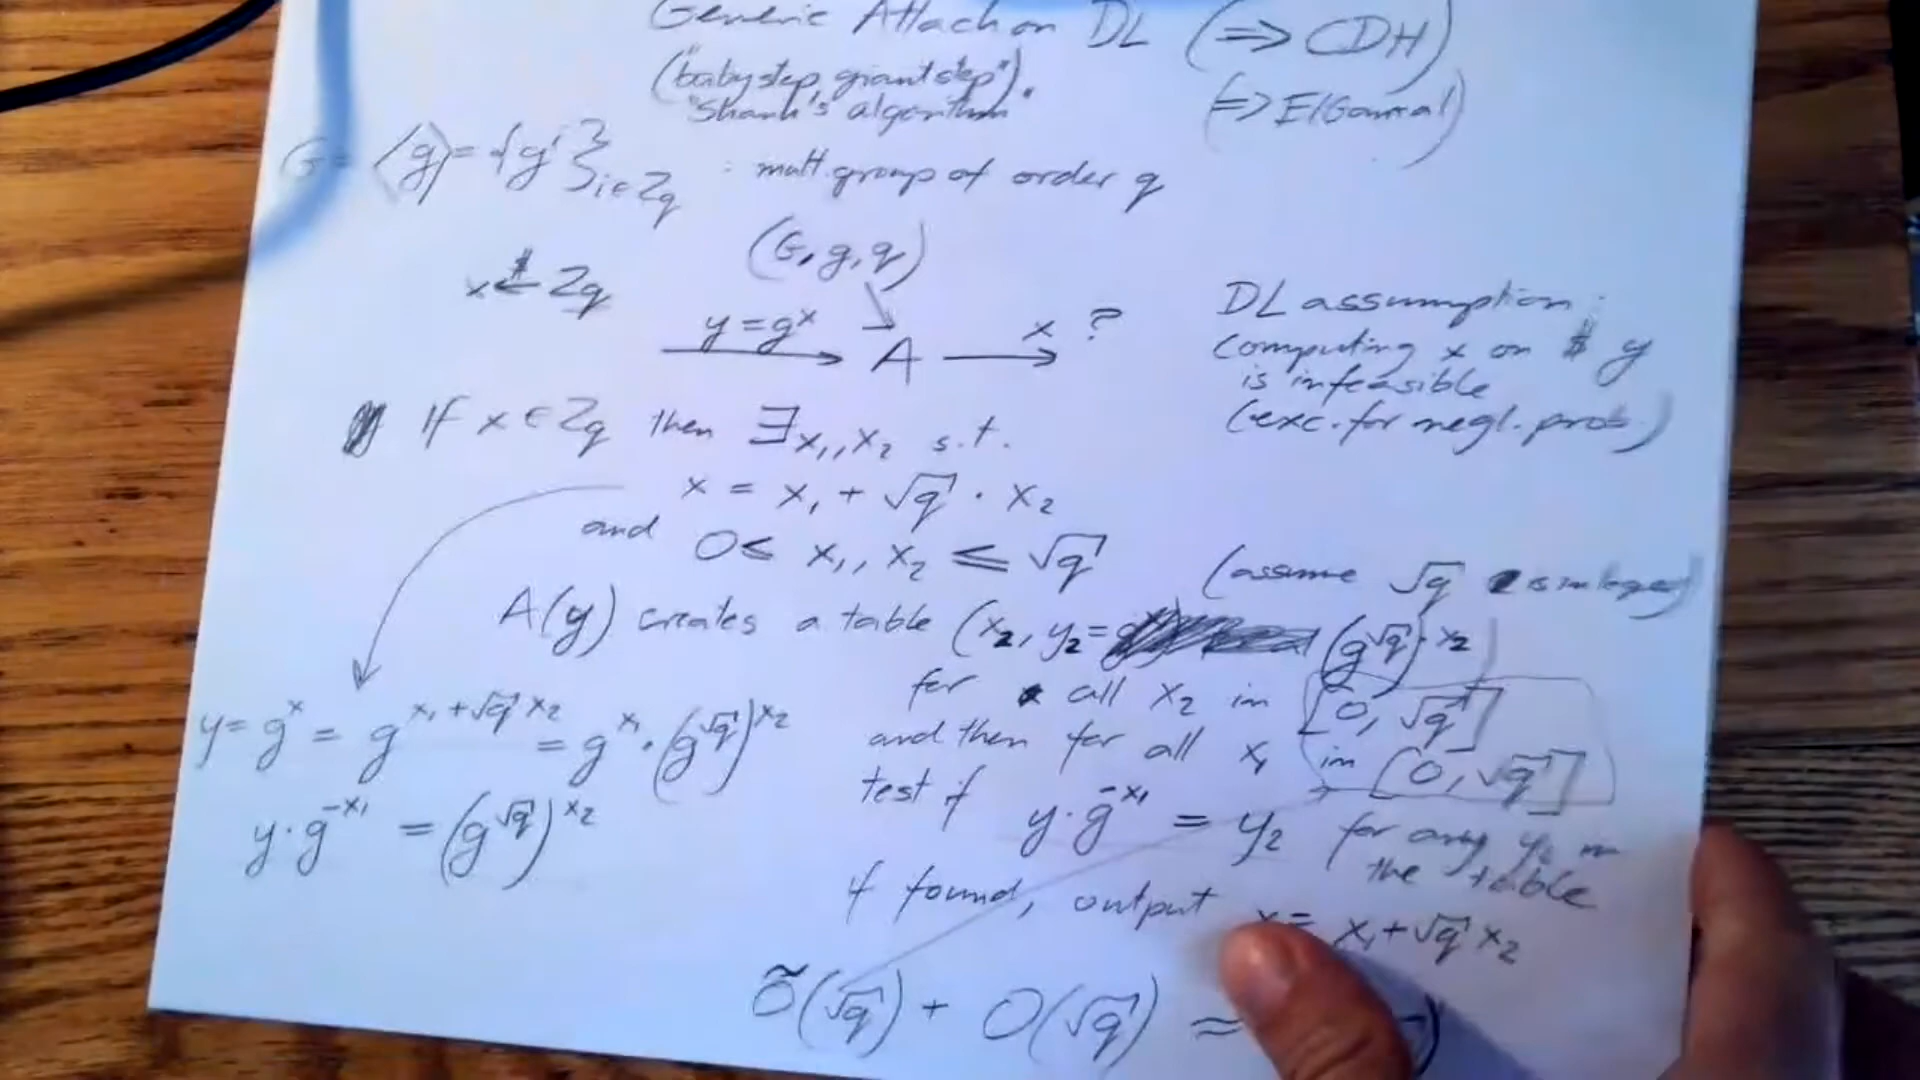 Generic Attack on DL (⇒ CDH)
("babystep, giantstep"). (⇒ ElGamal)
"Shank's algorithm"
G = ⟨g⟩ = {gⁱ}_{i∈Zq} : mult. group of order q
(G, g, q)
x ←$ Zq
y = g^x → A → x ?
DL assumption:
computing x on $ y
is infeasible
(exc. for negl. prob.)
If x ∈ Zq then ∃ x₁, x₂ s.t.
x = x₁ + √q · x₂
and 0 ≤ x₁, x₂ ≤ √q (assume √q is integer)
A(y) creates a table (x₂, y₂ = (g^√q)^x₂
for all x₂ in [0, √q]
and then for all x₁ in [0, √q]
test if y · g^-x₁ = y₂ for any y₂ in
the table
if found, output x = x₁ + √q x₂
y = g^x = g^(x₁ + √q x₂) = g^x₁ · (g^√q)^x₂
y · g^-x₁ = (g^√q)^x₂
Õ(√q) + O(√q) ≈